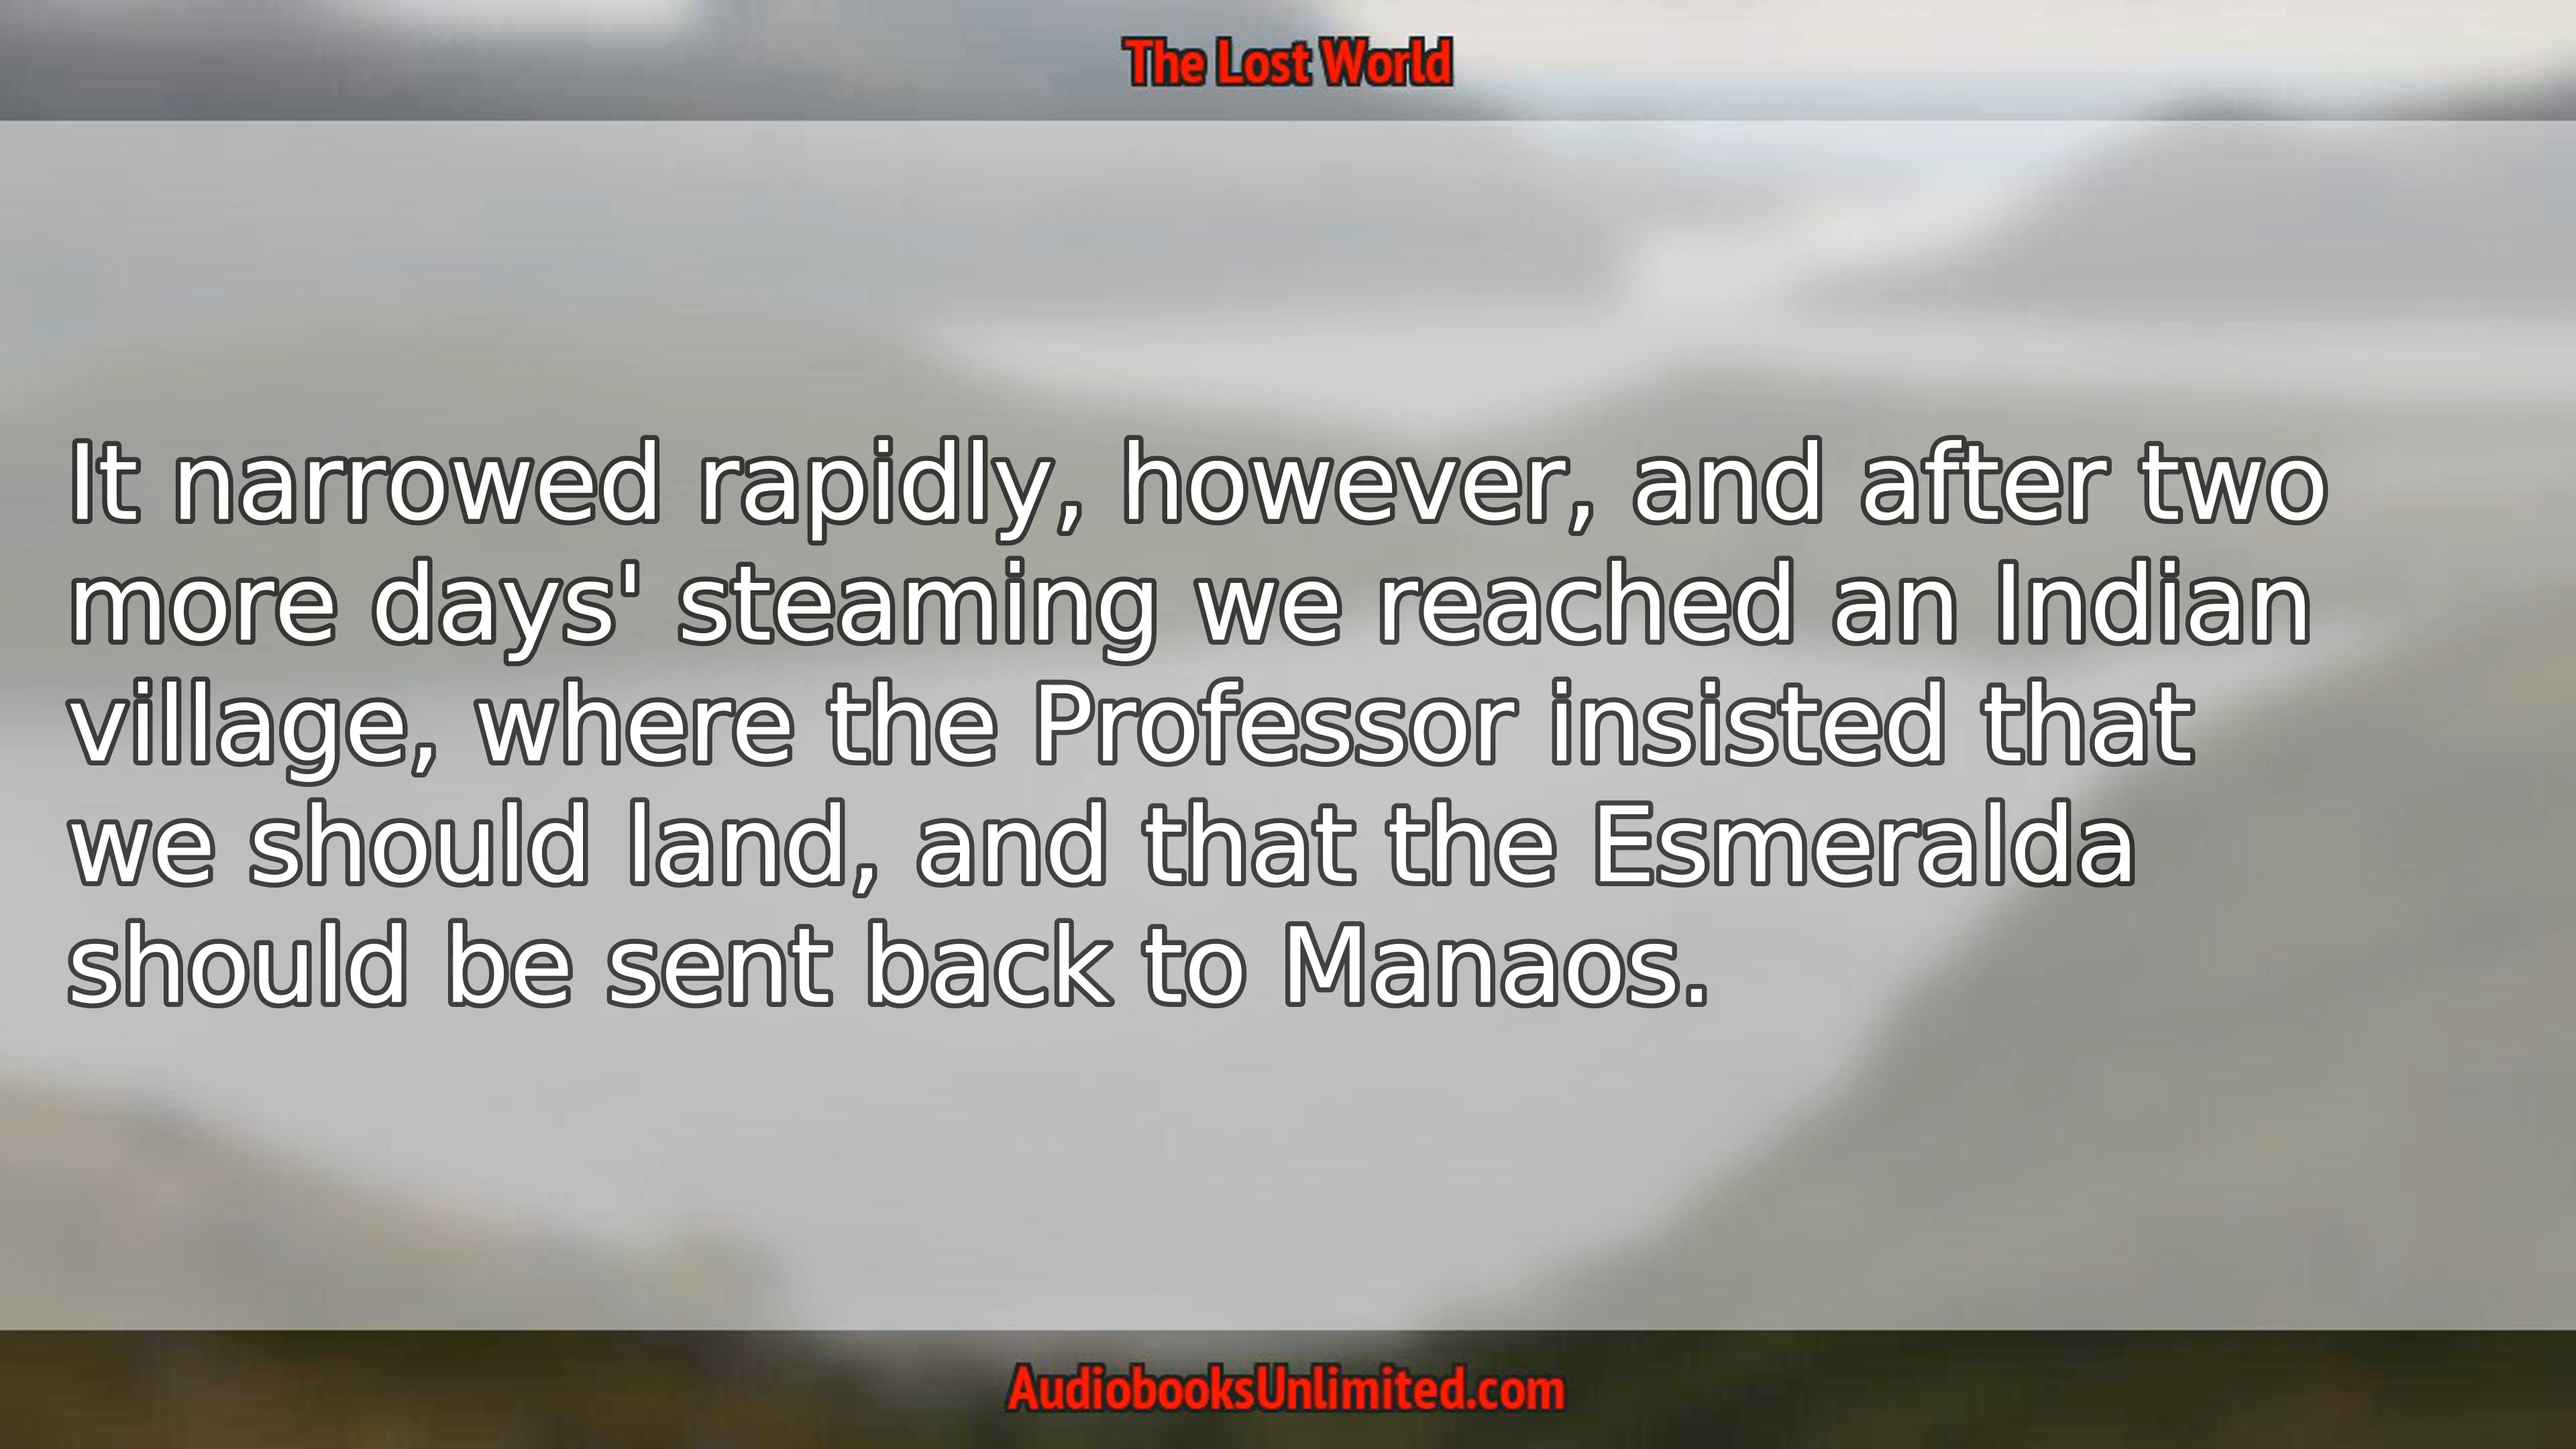 The Lost World
It narrowed rapidly, however, and after two
more days' steaming we reached an Indian
village, where the Professor insisted that
we should land, and that the Esmeralda
should be sent back to Manaos.
AudiobooksUnlimited.com